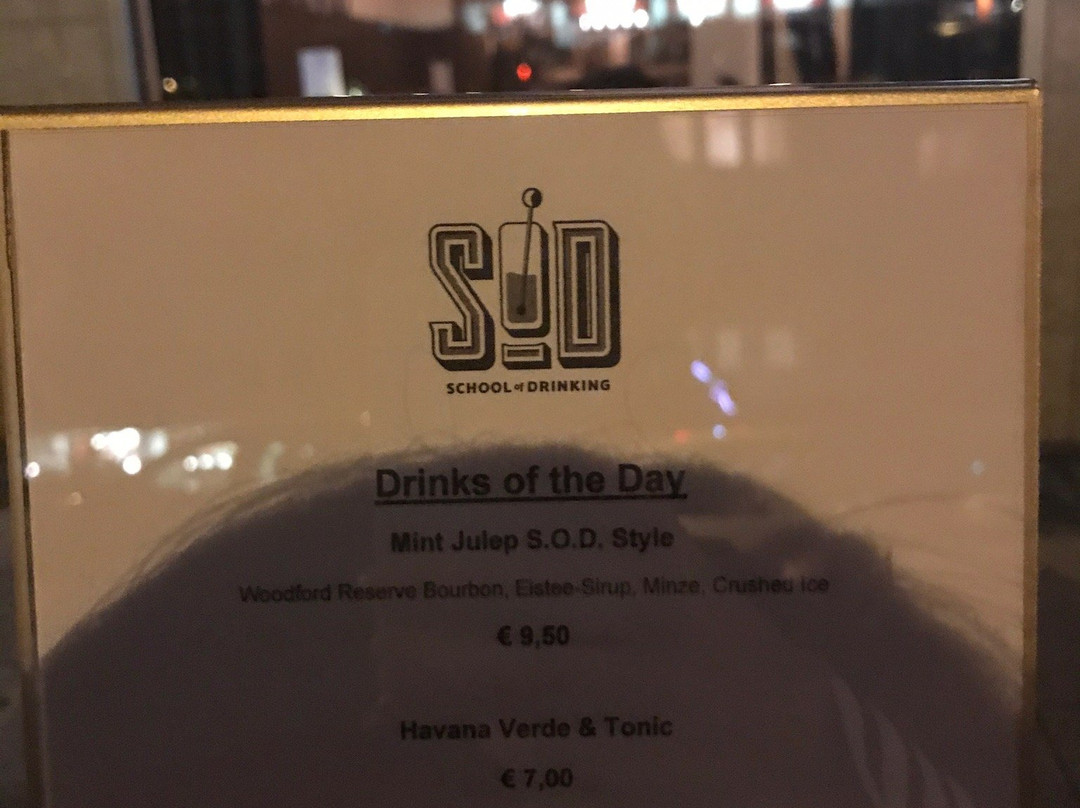 SOD
SCHOOL of DRINKING
Drinks of the Day
Mint Julep S.O.D. Style
Woodford Reserve Bourbon, Eistee-Sirup, Minze, Crushed Ice
€ 9,50
Havana Verde & Tonic
€ 7,00